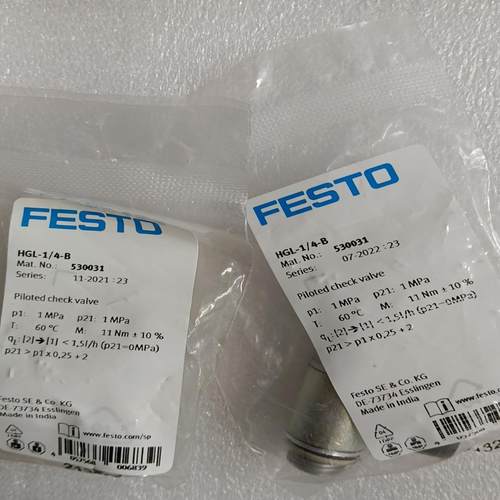 FESTO
HGL-1/4-B
Mat. No.: 530031
Series: 11-2021 :23
Piloted check valve
p1: 1 MPa p21: 1 MPa
T: 60 °C M: 11 Nm ± 10 %
qL: [2]→[1] < 1,5l/h (p21=0MPa)
p21 > p1 x 0,25 + 2
Festo SE & Co. KG
DE-73734 Esslingen
Made in India
www.festo.com/sp
4
052568
006839
FESTO
HGL-1/4-B
Mat. No.: 530031
Series: 07-2022 :23
Piloted check valve
p1: 1 MPa p21: 1 MPa
T: 60 °C M: 11 Nm ± 10 %
qL: [2]→[1] < 1,5l/h (p21=0MPa)
p21 > p1 x 0,25 + 2
Festo SE & Co. KG
DE-73734 Esslingen
Made in India
www.fest